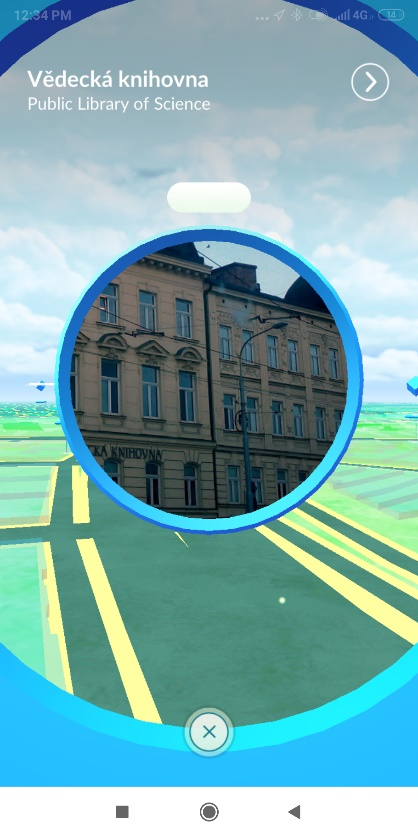 12:34 PM
4G
14
Vědecká knihovna
Public Library of Science
KÁ KNIHOVNA